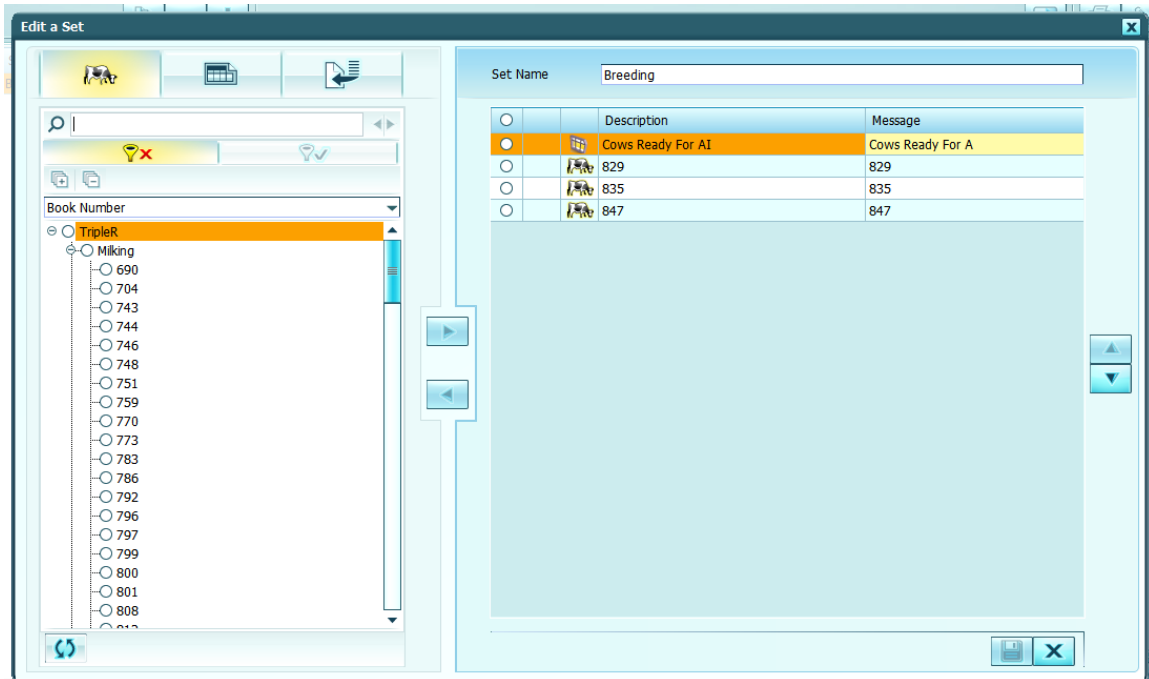 Edit a Set
Set Name
Breeding
Book Number
TripleR
Milking
690
704
743
744
746
748
751
759
770
773
783
786
792
796
797
799
800
801
808
Description Message
Cows Ready For AI Cows Ready For A
829 829
835 835
847 847